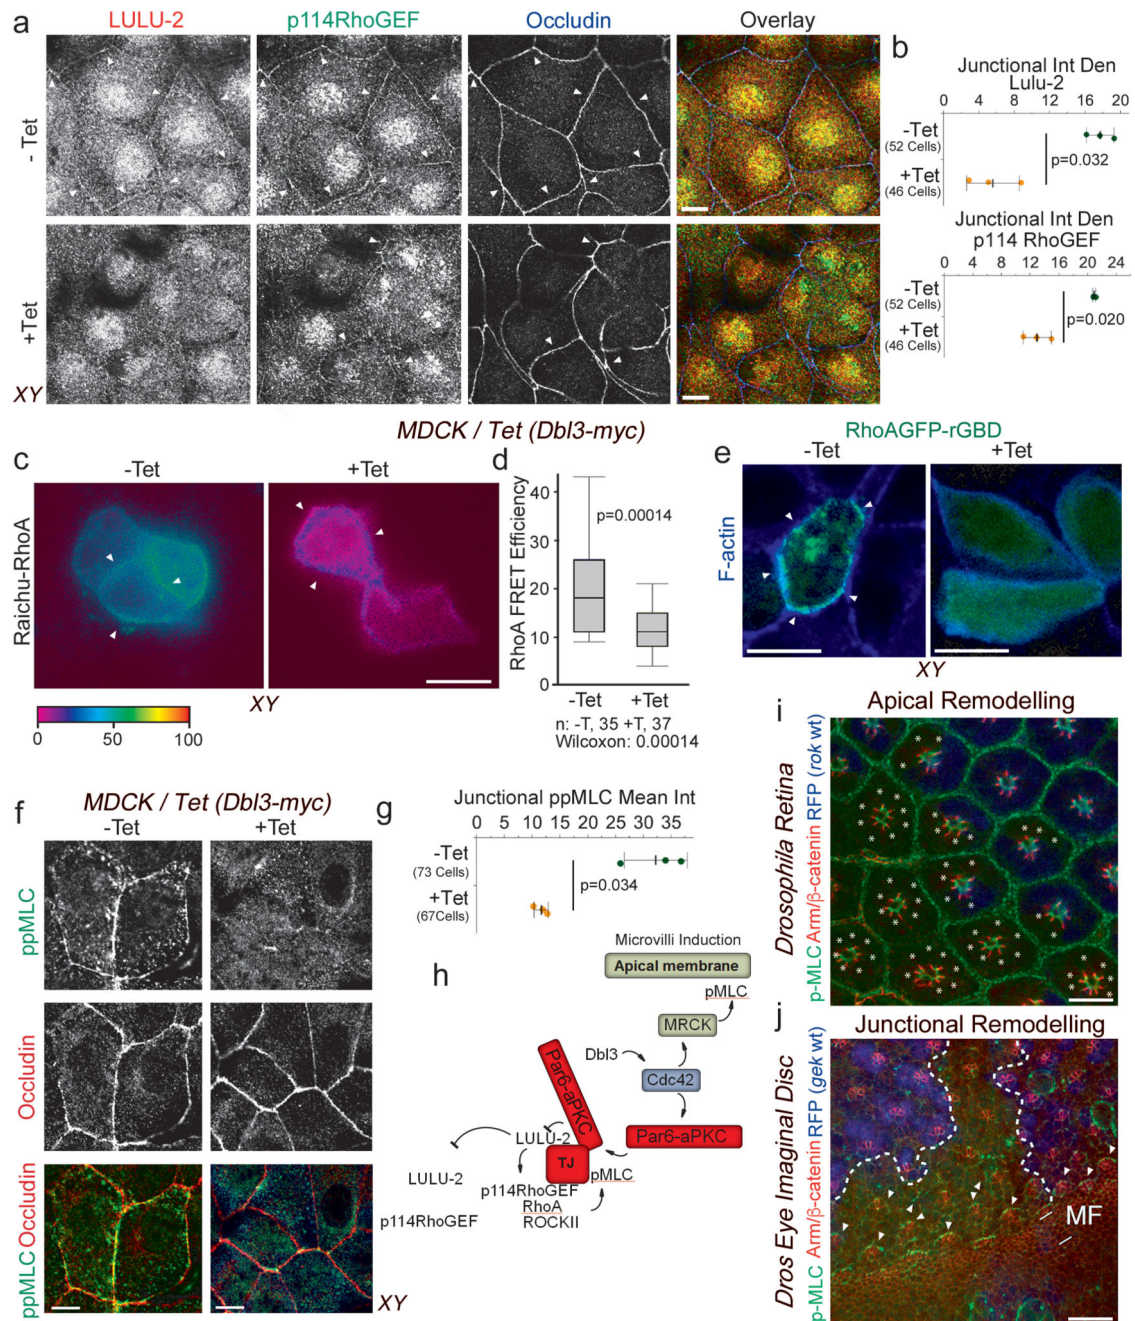 a
LULU-2
p114RhoGEF
Occludin
Overlay
- Tet
+Tet
XY
b
Junctional Int Den
Lulu-2
0 4 8 12 16 20
-Tet
(52 Cells)
+Tet
(46 Cells)
p=0.032
Junctional Int Den
p114 RhoGEF
0 4 8 12 16 20 24
-Tet
(52 Cells)
+Tet
(46 Cells)
p=0.020
MDCK / Tet (Dbl3-myc)
c
-Tet
+Tet
Raichu-RhoA
XY
0 50 100
d
RhoA FRET Efficiency
40
30
20
10
0
p=0.00014
-Tet
+Tet
n: -T, 35 +T, 37
Wilcoxon: 0.00014
e
RhoAGFP-rGBD
-Tet
+Tet
F-actin
XY
f
MDCK / Tet (Dbl3-myc)
-Tet
+Tet
ppMLC
Occludin
ppMLC Occludin
XY
g
Junctional ppMLC Mean Int
0 5 10 15 20 25 30 35
-Tet
(73 Cells)
+Tet
(67Cells)
p=0.034
h
Microvilli Induction
Apical membrane
pMLC
MRCK
Dbl3
Cdc42
Par6-aPKC
Par6-aPKC
LULU-2
TJ
pMLC
LULU-2
p114RhoGEF
RhoA
ROCKII
p114RhoGEF
i
Apical Remodelling
Drosophila Retina
p-MLC Arm/β-catenin RFP (rok wt)
* * * * * *
j
Junctional Remodelling
Dros Eye Imaginal Disc
p-MLC Arm/β-catenin RFP (gek wt)
MF